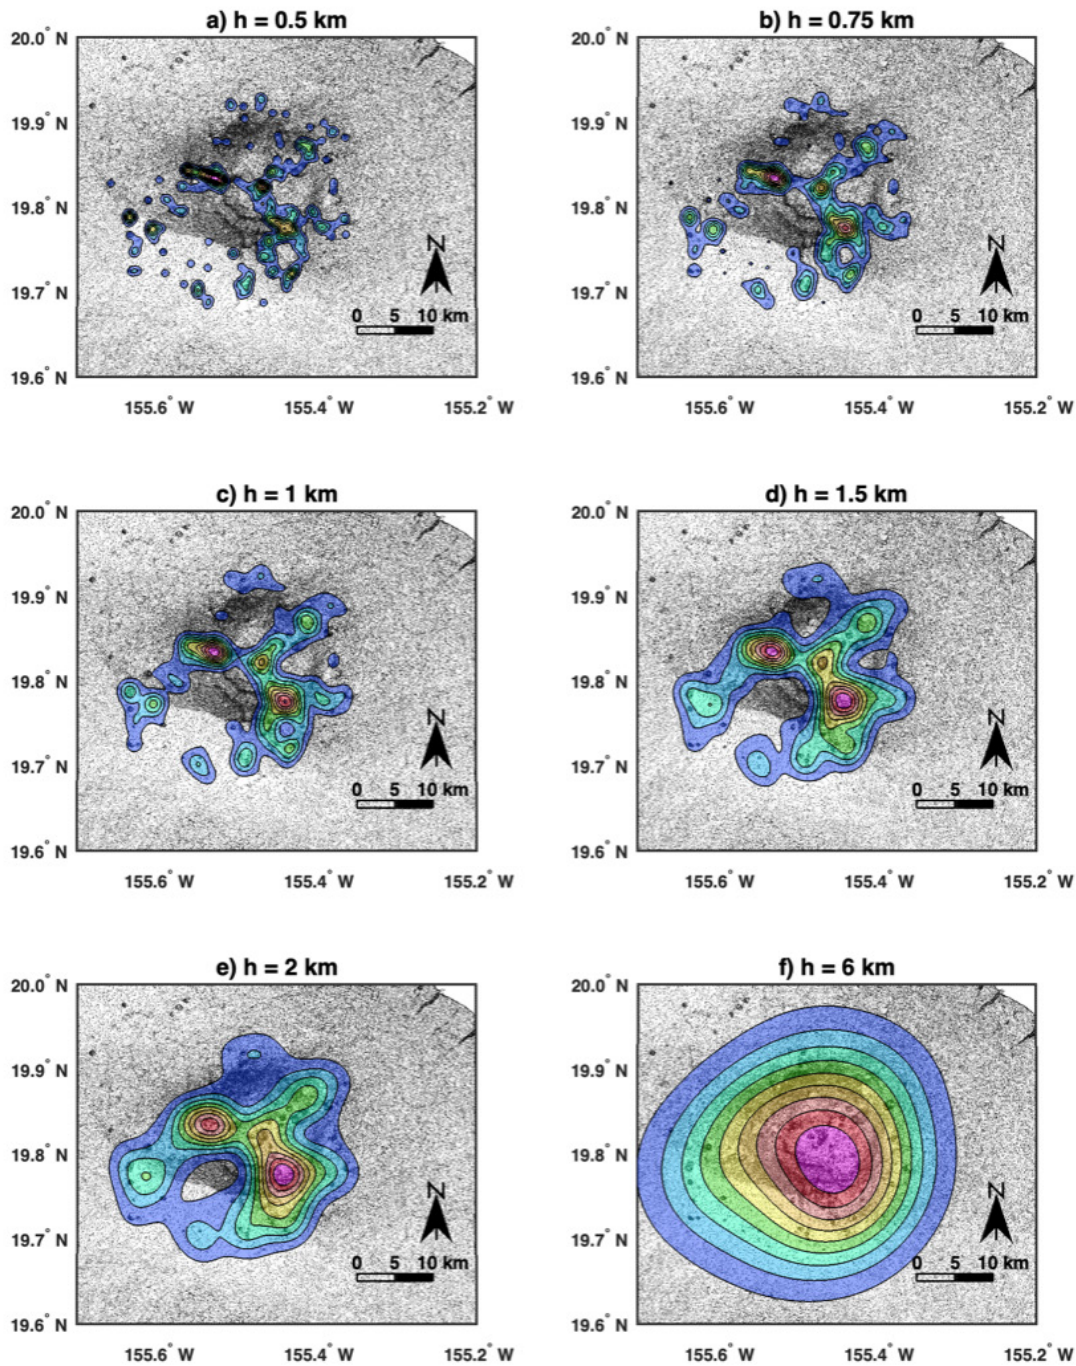 a) h = 0.5 km
b) h = 0.75 km
20.0° N
20.0° N
19.9° N
19.9° N
19.8° N
19.8° N
N
N
19.7° N
19.7° N
0 5 10 km
0 5 10 km
19.6° N
19.6° N
155.6° W 155.4° W 155.2° W
155.6° W 155.4° W 155.2° W
c) h = 1 km
d) h = 1.5 km
20.0° N
20.0° N
19.9° N
19.9° N
19.8° N
19.8° N
N
N
19.7° N
19.7° N
0 5 10 km
0 5 10 km
19.6° N
19.6° N
155.6° W 155.4° W 155.2° W
155.6° W 155.4° W 155.2° W
e) h = 2 km
f) h = 6 km
20.0° N
20.0° N
19.9° N
19.9° N
19.8° N
19.8° N
N
N
19.7° N
19.7° N
0 5 10 km
0 5 10 km
19.6° N
19.6° N
155.6° W 155.4° W 155.2° W
155.6° W 155.4° W 155.2° W